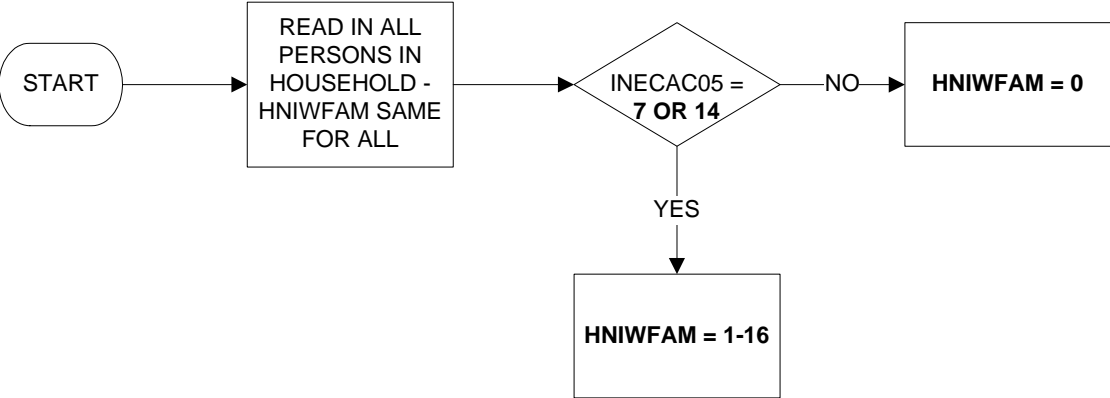 START
READ IN ALL
PERSONS IN
HOUSEHOLD -
HNIWFAM SAME
FOR ALL
INECAC05 =
7 OR 14
NO
HNIWFAM = 0
YES
HNIWFAM = 1-16